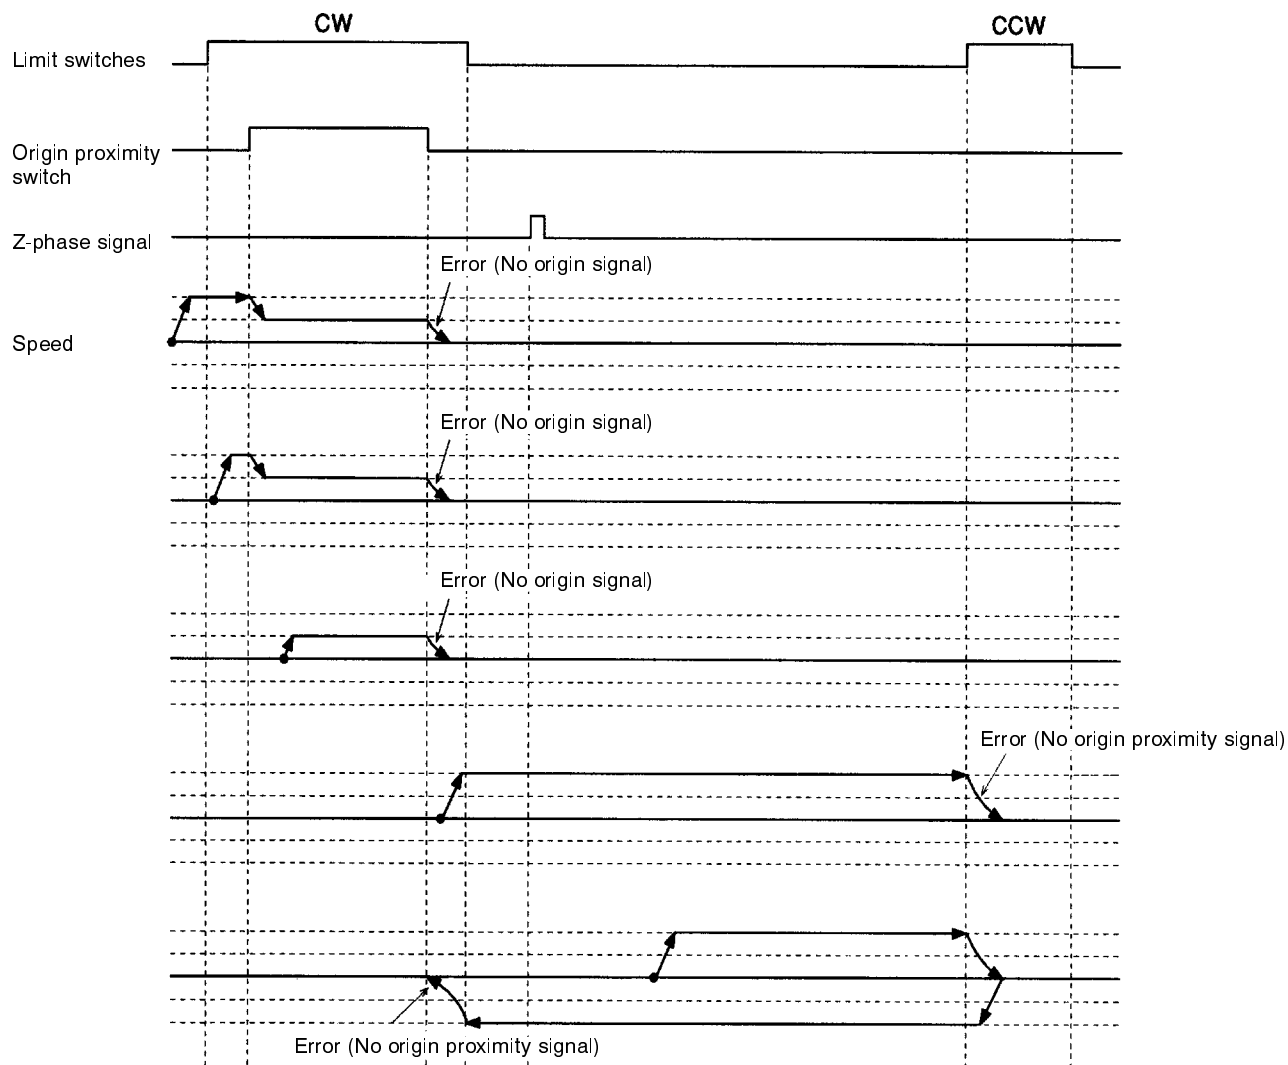 CW
CCW
Limit switches
Origin proximity
switch
Z-phase signal
Error (No origin signal)
Speed
Error (No origin signal)
Error (No origin signal)
Error (No origin proximity signal)
Error (No origin proximity signal)